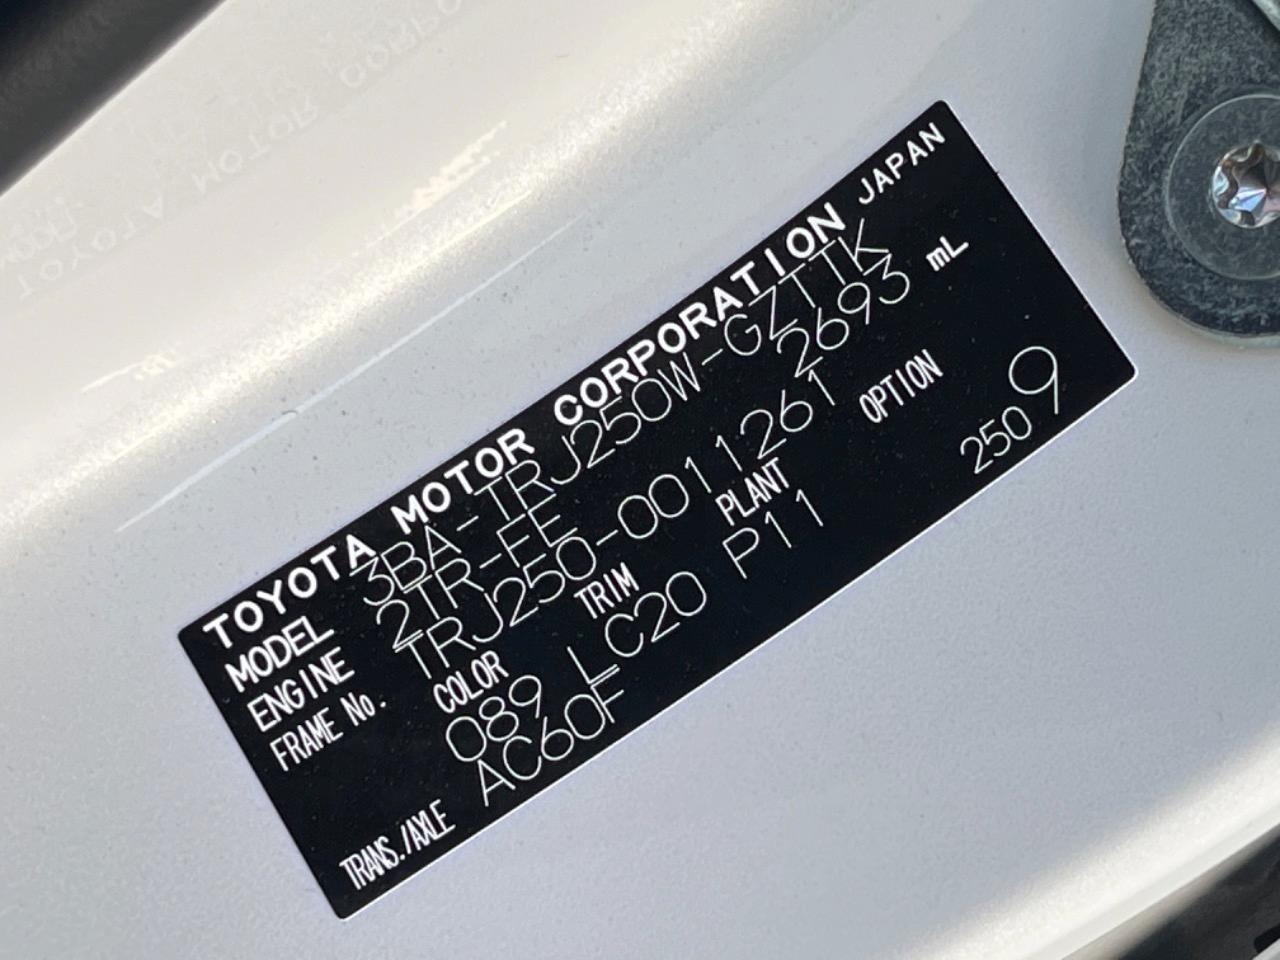 TOYOTA MOTOR CORPORATION JAPAN
MODEL 3BA-TRJ250W-GZTTK
ENGINE 2TR-FE 2693 mL
FRAME No. TRJ250-0011261
COLOR TRIM PLANT OPTION
089 LC20 P11 2509
TRANS./AXLE AC60F